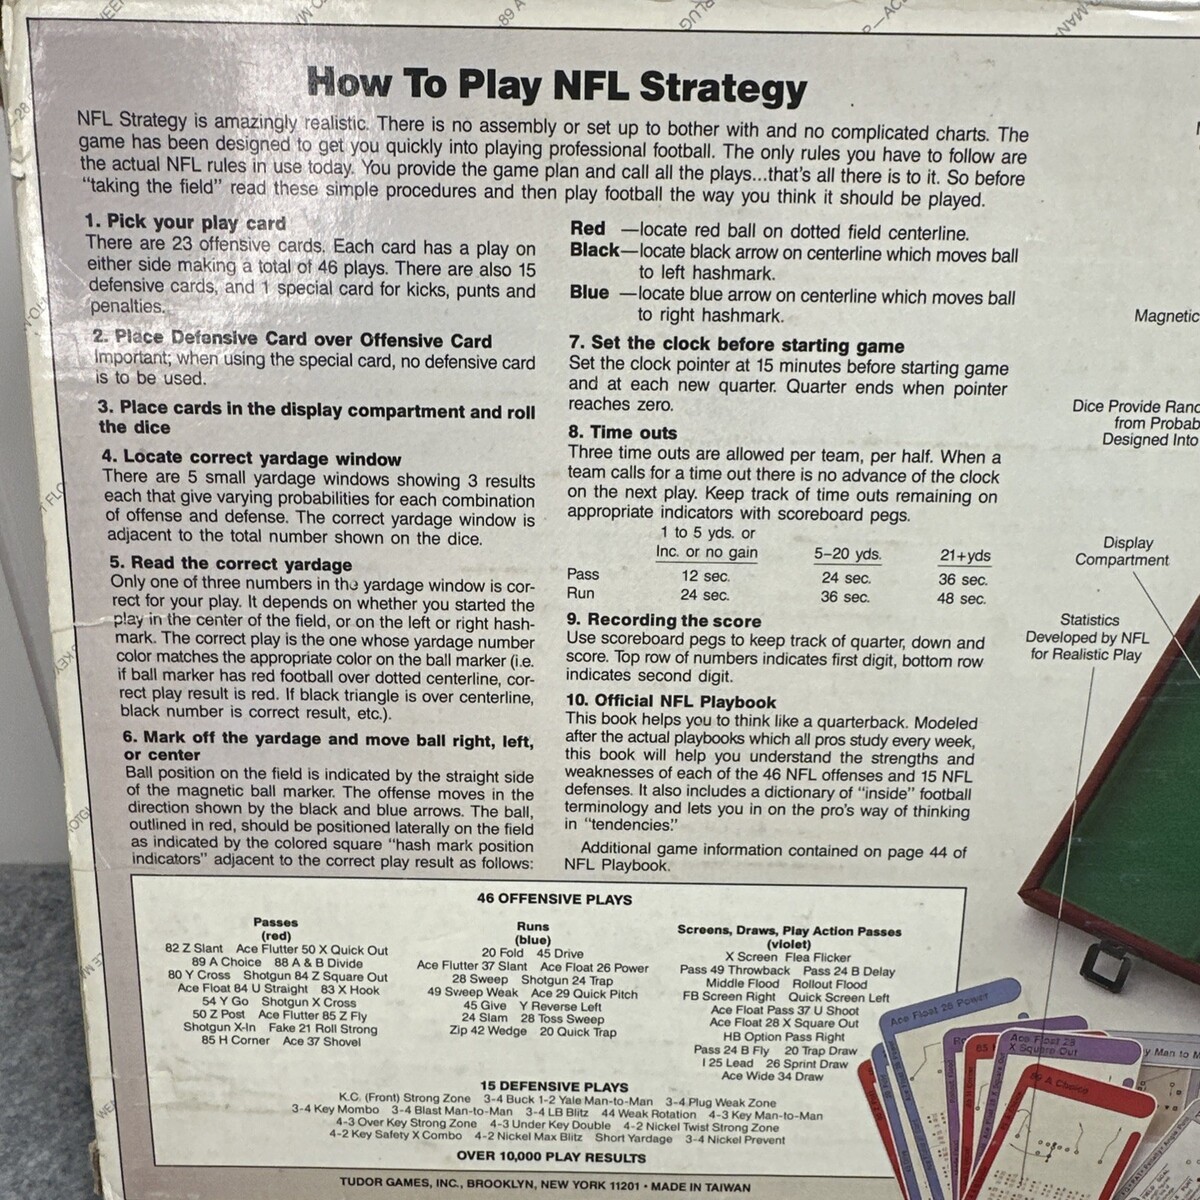 How To Play NFL Strategy
NFL Strategy is amazingly realistic. There is no assembly or set up to bother with and no complicated charts. The
game has been designed to get you quickly into playing professional football. The only rules you have to follow are
the actual NFL rules in use today. You provide the game plan and call all the plays...that's all there is to it. So before
"taking the field" read these simple procedures and then play football the way you think it should be played.
1. Pick your play card
There are 23 offensive cards. Each card has a play on
either side making a total of 46 plays. There are also 15
defensive cards, and 1 special card for kicks, punts and
penalties.
2. Place Defensive Card over Offensive Card
Important; when using the special card, no defensive card
is to be used.
3. Place cards in the display compartment and roll
the dice
4. Locate correct yardage window
There are 5 small yardage windows showing 3 results
each that give varying probabilities for each combination
of offense and defense. The correct yardage window is
adjacent to the total number shown on the dice.
5. Read the correct yardage
Only one of three numbers in the yardage window is cor-
rect for your play. It depends on whether you started the
play in the center of the field, or on the left or right hash-
mark. The correct play is the one whose yardage number
color matches the appropriate color on the ball marker (i.e.
if ball marker has red football over dotted centerline, cor-
rect play result is red. If black triangle is over centerline,
black number is correct result, etc.).
6. Mark off the yardage and move ball right, left,
or center
Ball position on the field is indicated by the straight side
of the magnetic ball marker. The offense moves in the
direction shown by the black and blue arrows. The ball,
outlined in red, should be positioned laterally on the field
as indicated by the colored square "hash mark position
indicators" adjacent to the correct play result as follows:
Red —locate red ball on dotted field centerline.
Black—locate black arrow on centerline which moves ball
to left hashmark.
Blue —locate blue arrow on centerline which moves ball
to right hashmark.
7. Set the clock before starting game
Set the clock pointer at 15 minutes before starting game
and at each new quarter. Quarter ends when pointer
reaches zero.
8. Time outs
Three time outs are allowed per team, per half. When a
team calls for a time out there is no advance of the clock
on the next play. Keep track of time outs remaining on
appropriate indicators with scoreboard pegs.
1 to 5 yds. or
Inc. or no gain 5-20 yds. 21+yds
Pass 12 sec. 24 sec. 36 sec.
Run 24 sec. 36 sec. 48 sec.
9. Recording the score
Use scoreboard pegs to keep track of quarter, down and
score. Top row of numbers indicates first digit, bottom row
indicates second digit.
10. Official NFL Playbook
This book helps you to think like a quarterback. Modeled
after the actual playbooks which all pros study every week,
this book will help you understand the strengths and
weaknesses of each of the 46 NFL offenses and 15 NFL
defenses. It also includes a dictionary of "inside" football
terminology and lets you in on the pro's way of thinking
in "tendencies."
Additional game information contained on page 44 of
NFL Playbook.
46 OFFENSIVE PLAYS
Passes
(red)
82 Z Slant Ace Flutter 50 X Quick Out
89 A Choice 88 A & B Divide
80 Y Cross Shotgun 84 Z Square Out
Ace Float 84 U Straight 83 X Hook
54 Y Go Shotgun X Cross
50 Z Post Ace Flutter 85 Z Fly
Shotgun X-In Fake 21 Roll Strong
85 H Corner Ace 37 Shovel
Runs
(blue)
20 Fold 45 Drive
Ace Flutter 37 Slant Ace Float 26 Power
28 Sweep Shotgun 24 Trap
49 Sweep Weak Ace 29 Quick Pitch
45 Give Y Reverse Left
24 Slam 28 Toss Sweep
Zip 42 Wedge 20 Quick Trap
Screens, Draws, Play Action Passes
(violet)
X Screen Flea Flicker
Pass 49 Throwback Pass 24 B Delay
Middle Flood Rollout Flood
FB Screen Right Quick Screen Left
Ace Float Pass 37 U Shoot
Ace Float 28 X Square Out
HB Option Pass Right
Pass 24 B Fly 20 Trap Draw
I 25 Lead 26 Sprint Draw
Ace Wide 34 Draw
15 DEFENSIVE PLAYS
K.C. (Front) Strong Zone 3-4 Buck 1-2 Yale Man-to-Man 3-4 Plug Weak Zone
3-4 Key Mombo 3-4 Blast Man-to-Man 3-4 LB Blitz 44 Weak Rotation 4-3 Key Man-to-Man
4-3 Over Key Strong Zone 4-3 Under Key Double 4-2 Nickel Twist Strong Zone
4-2 Key Safety X Combo 4-2 Nickel Max Blitz Short Yardage 3-4 Nickel Prevent
OVER 10,000 PLAY RESULTS
TUDOR GAMES, INC., BROOKLYN, NEW YORK 11201 • MADE IN TAIWAN
Magnetic
Dice Provide
from
Designed Into
Display
Compartment
Statistics
Developed by NFL
for Realistic Play
Ace Float 26 Power
Ace Float 28
X Square Out
89 A Choice
y Man to M